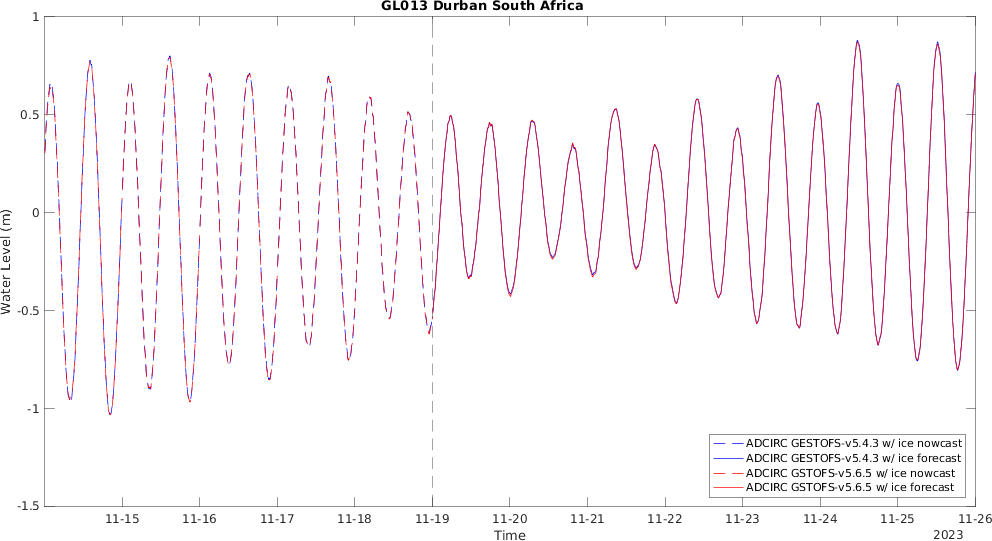 GL013 Durban South Africa
1
0.5
0
-0.5
-1
-1.5
Water Level (m)
ADCIRC GESTOFS-v5.4.3 w/ ice nowcast
ADCIRC GESTOFS-v5.4.3 w/ ice forecast
ADCIRC GSTOFS-v5.6.5 w/ ice nowcast
ADCIRC GSTOFS-v5.6.5 w/ ice forecast
11-15 11-16 11-17 11-18 11-19 11-20 11-21 11-22 11-23 11-24 11-25 11-26
Time
2023